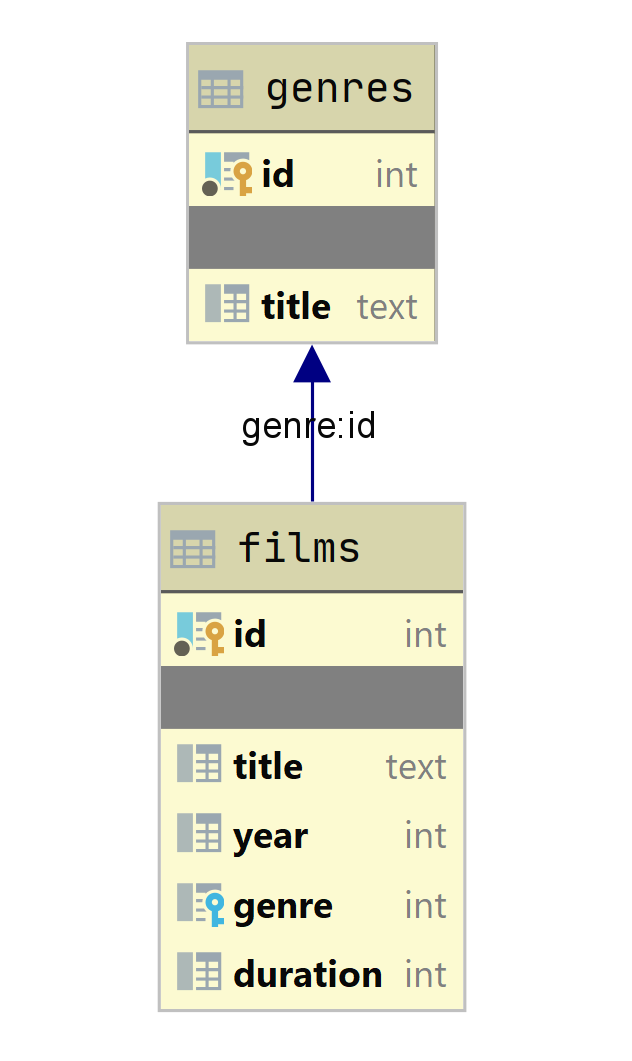 genres
id int
title text
genre:id
films
id int
title text
year int
genre int
duration int